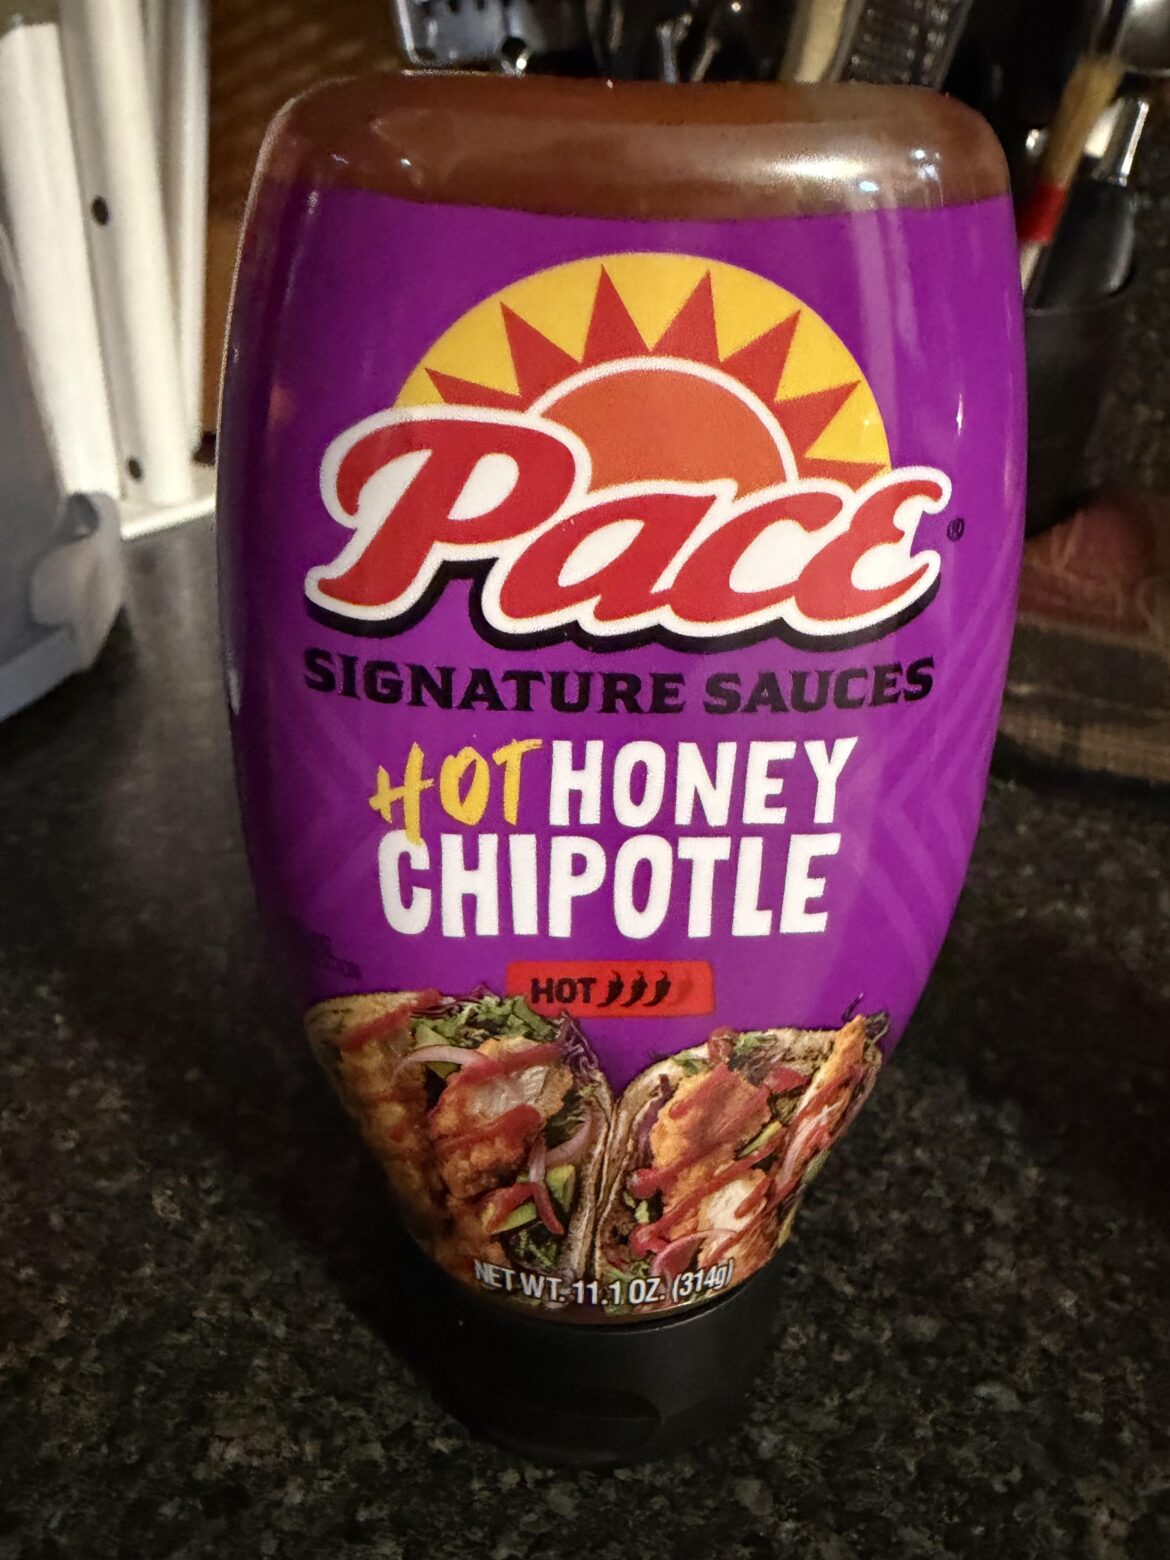 Pace®
SIGNATURE SAUCES
HOT HONEY
CHIPOTLE
HOT
NET WT. 11.1 OZ. (314g)